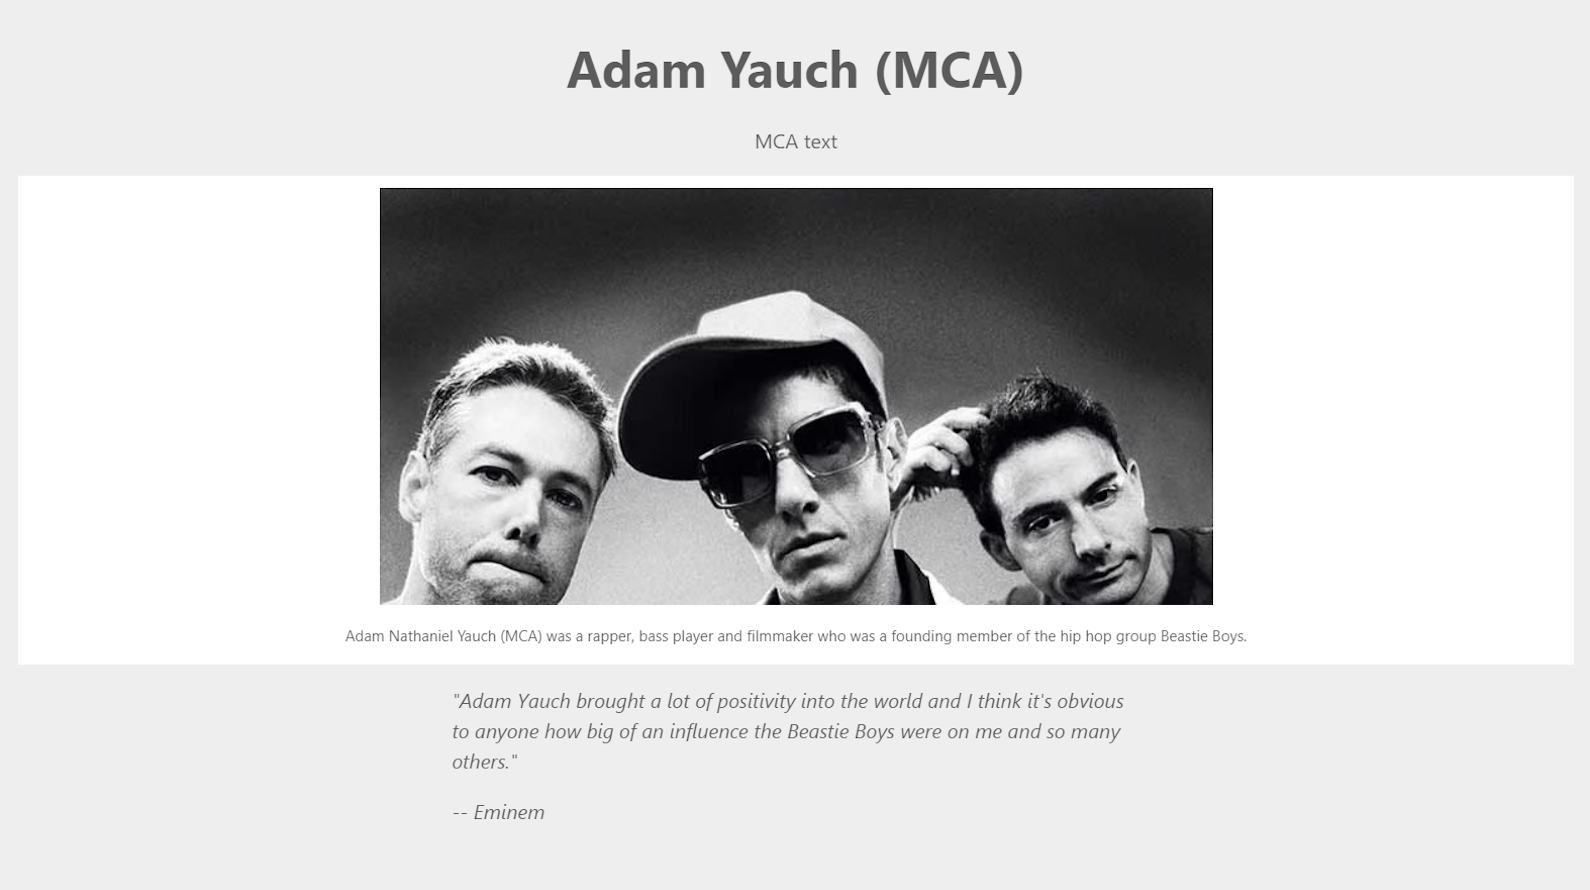 Adam Yauch (MCA)
MCA text
Adam Nathaniel Yauch (MCA) was a rapper, bass player and filmmaker who was a founding member of the hip hop group Beastie Boys.
"Adam Yauch brought a lot of positivity into the world and I think it's obvious
to anyone how big of an influence the Beastie Boys were on me and so many
others."
-- Eminem